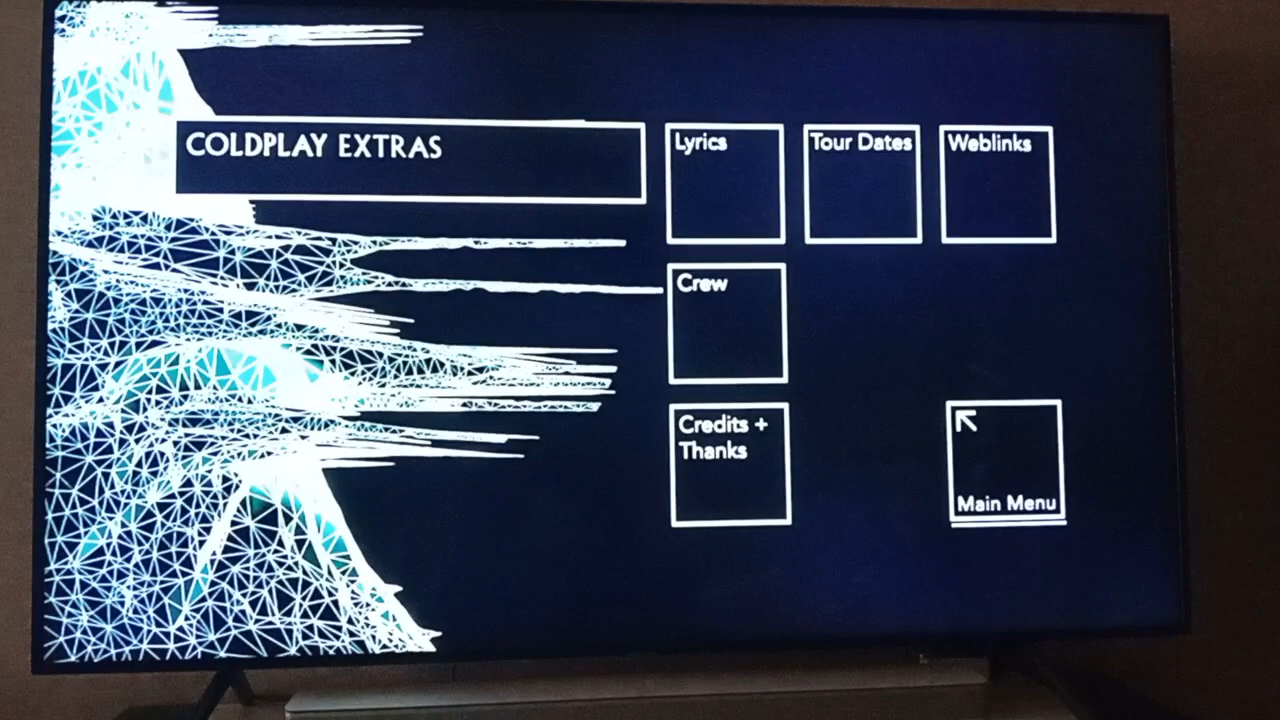 COLDPLAY EXTRAS
Lyrics
Tour Dates
Weblinks
Crew
Credits +
Thanks
Main Menu